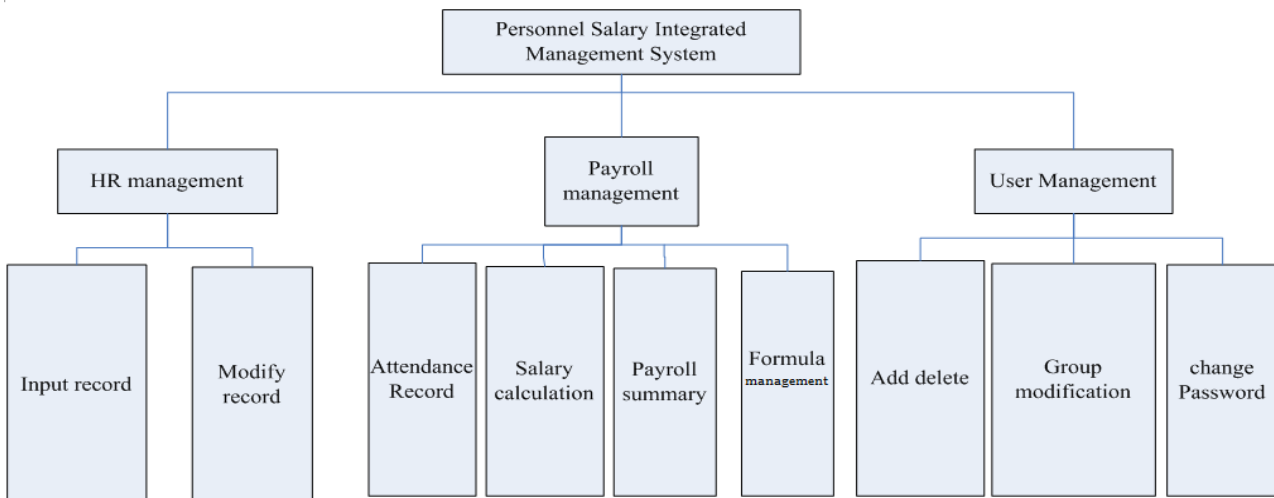 Personnel Salary Integrated
Management System
HR management
Payroll
management
User Management
Input record
Modify
record
Attendance
Record
Salary
calculation
Payroll
summary
Formula
management
Add delete
Group
modification
change
Password